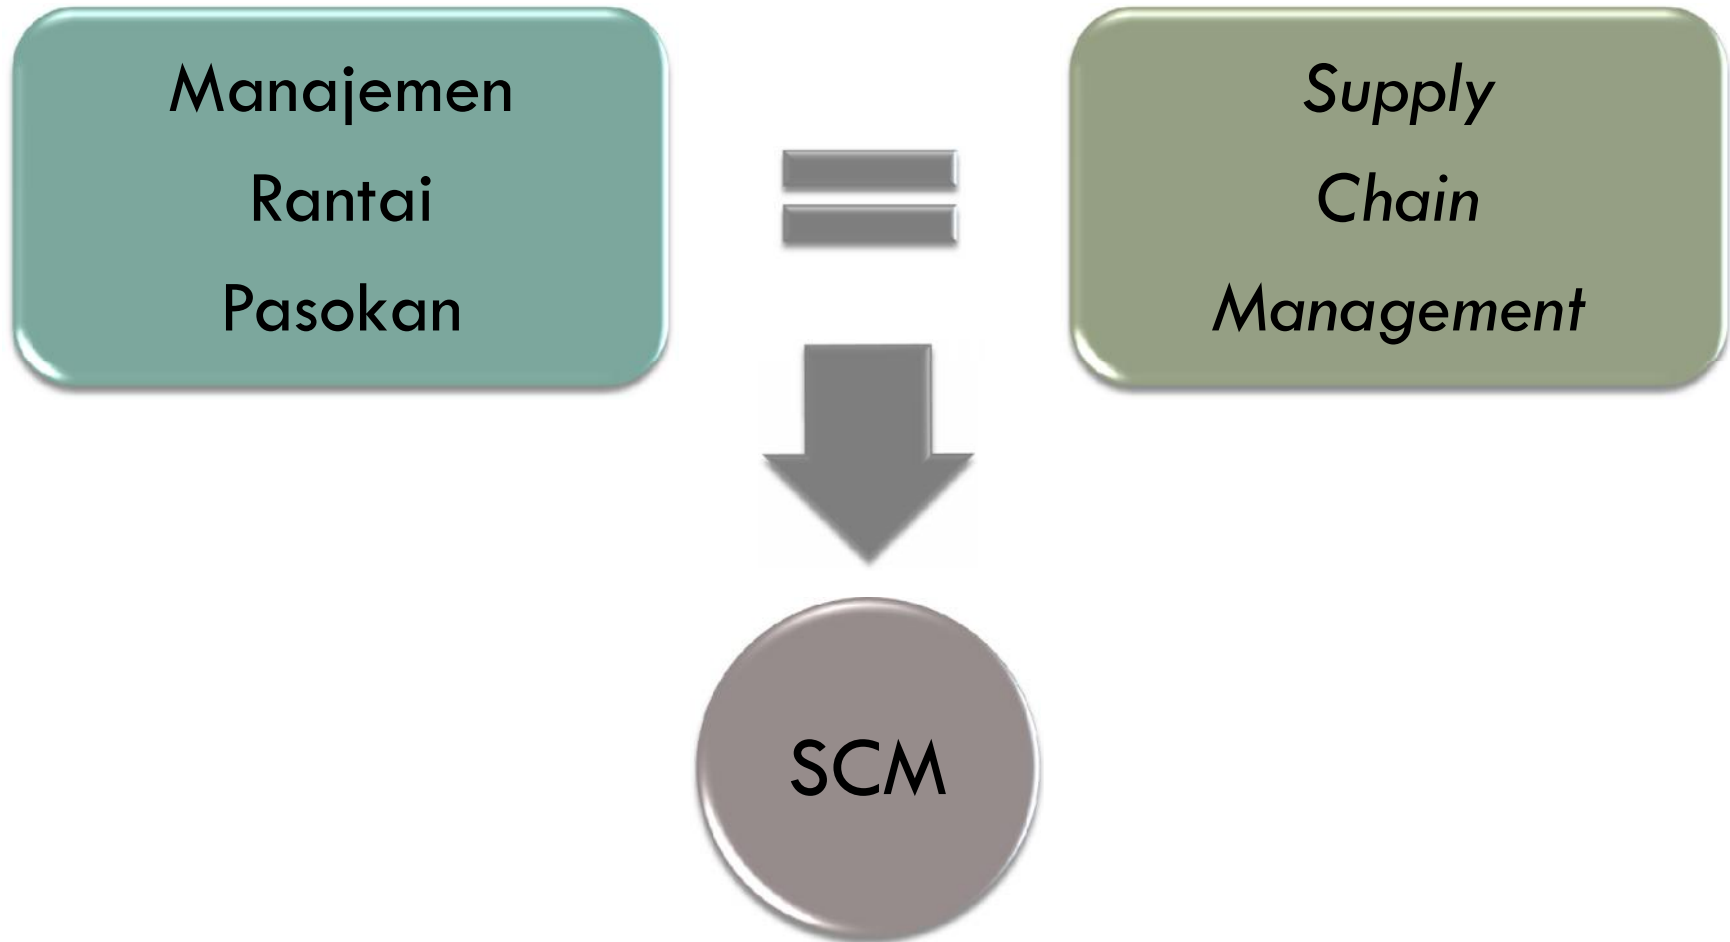 Manajemen
Rantai
Pasokan
Supply
Chain
Management
SCM